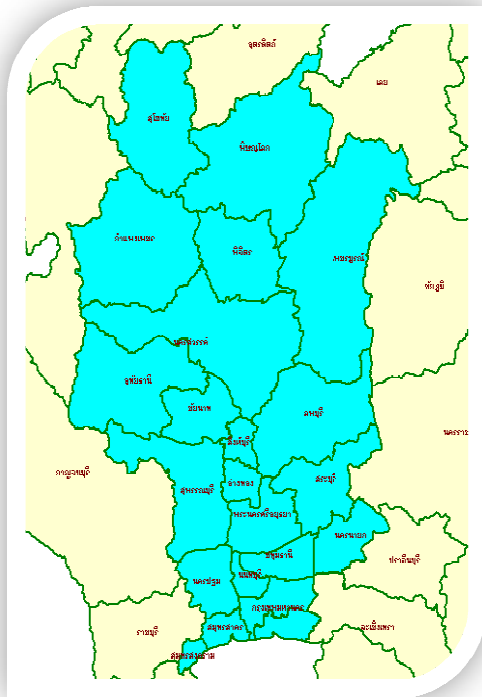 อุตรดิตถ์
เลย
สุโขทัย
พิษณุโลก
กำแพงเพชร
พิจิตร
เพชรบูรณ์
ชัยภูมิ
นครสวรรค์
อุทัยธานี
ชัยนาท
ลพบุรี
สิงห์บุรี
นครราช
กาญจนบุรี
สุพรรณบุรี
อ่างทอง
สระบุรี
พระนครศรีอยุธยา
นครนายก
ปทุมธานี
ปราจีนบุรี
นนทบุรี
นครปฐม
กรุงเทพมหานคร
ราชบุรี
สมุทรสาคร
ฉะเชิงเทรา
สมุทรสงคราม